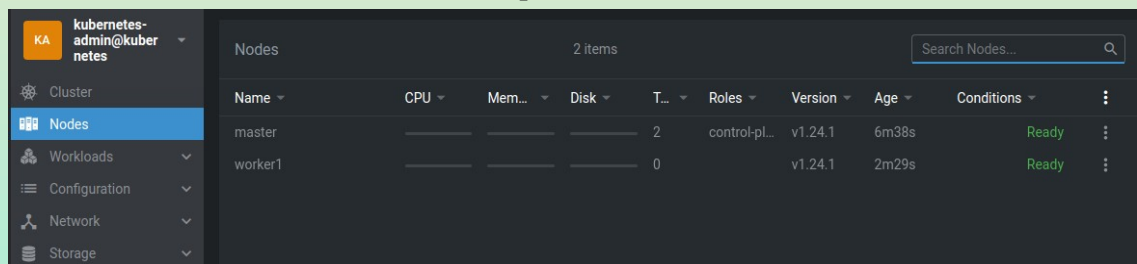 KA
kubernetes-
admin@kuber
netes
Cluster
Nodes
Workloads
Configuration
Network
Storage
Nodes 2 items Search Nodes...
Name CPU Mem... Disk T... Roles Version Age Conditions
master 2 control-pl... v1.24.1 6m38s Ready
worker1 0 v1.24.1 2m29s Ready